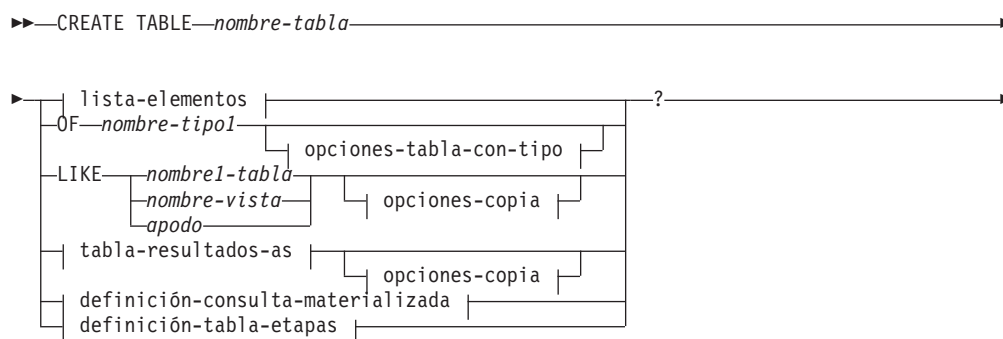 CREATE TABLE nombre-tabla
lista-elementos ?
OF nombre-tipo1
opciones-tabla-con-tipo
LIKE nombre1-tabla
nombre-vista opciones-copia
apodo
tabla-resultados-as
opciones-copia
definición-consulta-materializada
definición-tabla-etapas